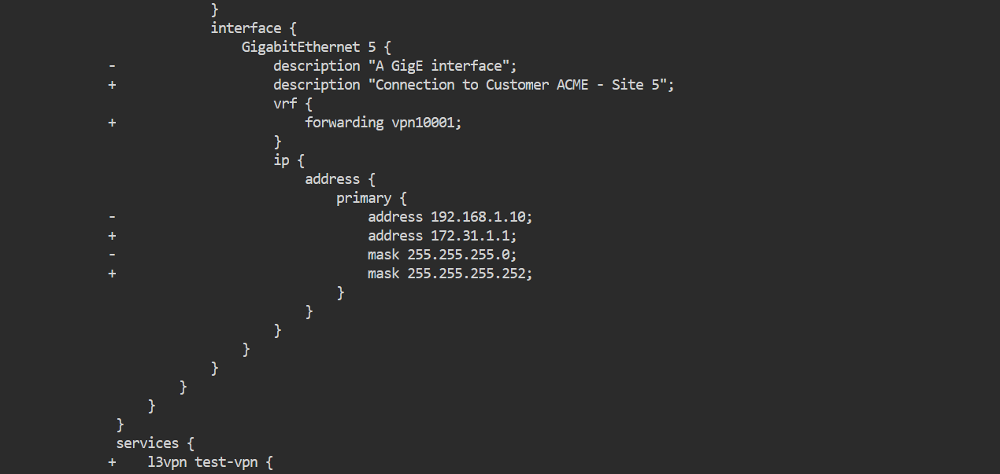 }
            interface {
                GigabitEthernet 5 {
-                    description "A GigE interface";
+                    description "Connection to Customer ACME - Site 5";
                    vrf {
+                        forwarding vpn10001;
                    }
                    ip {
                        address {
                            primary {
-                                address 192.168.1.10;
+                                address 172.31.1.1;
-                                mask 255.255.255.0;
+                                mask 255.255.255.252;
                            }
                        }
                    }
                }
            }
        }
    }
}
services {
+    l3vpn test-vpn {